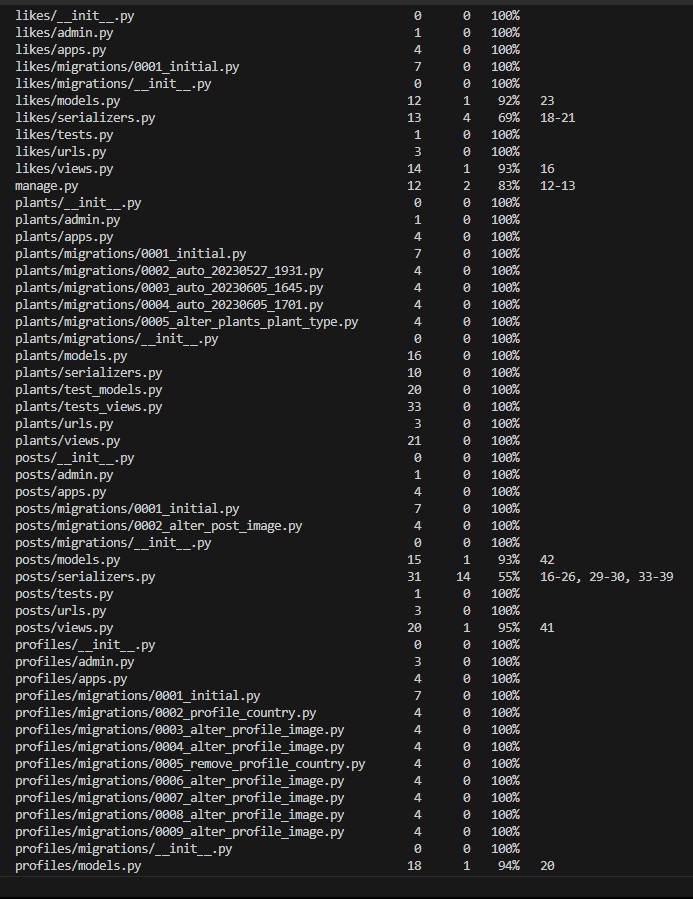 likes/__init__.py 0 0 100%
likes/admin.py 1 0 100%
likes/apps.py 4 0 100%
likes/migrations/0001_initial.py 7 0 100%
likes/migrations/__init__.py 0 0 100%
likes/models.py 12 1 92% 23
likes/serializers.py 13 4 69% 18-21
likes/tests.py 1 0 100%
likes/urls.py 3 0 100%
likes/views.py 14 1 93% 16
manage.py 12 2 83% 12-13
plants/__init__.py 0 0 100%
plants/admin.py 1 0 100%
plants/apps.py 4 0 100%
plants/migrations/0001_initial.py 7 0 100%
plants/migrations/0002_auto_20230527_1931.py 4 0 100%
plants/migrations/0003_auto_20230605_1645.py 4 0 100%
plants/migrations/0004_auto_20230605_1701.py 4 0 100%
plants/migrations/0005_alter_plants_plant_type.py 4 0 100%
plants/migrations/__init__.py 0 0 100%
plants/models.py 16 0 100%
plants/serializers.py 10 0 100%
plants/test_models.py 20 0 100%
plants/tests_views.py 33 0 100%
plants/urls.py 3 0 100%
plants/views.py 21 0 100%
posts/__init__.py 0 0 100%
posts/admin.py 1 0 100%
posts/apps.py 4 0 100%
posts/migrations/0001_initial.py 7 0 100%
posts/migrations/0002_alter_post_image.py 4 0 100%
posts/migrations/__init__.py 0 0 100%
posts/models.py 15 1 93% 42
posts/serializers.py 31 14 55% 16-26, 29-30, 33-39
posts/tests.py 1 0 100%
posts/urls.py 3 0 100%
posts/views.py 20 1 95% 41
profiles/__init__.py 0 0 100%
profiles/admin.py 3 0 100%
profiles/apps.py 4 0 100%
profiles/migrations/0001_initial.py 7 0 100%
profiles/migrations/0002_profile_country.py 4 0 100%
profiles/migrations/0003_alter_profile_image.py 4 0 100%
profiles/migrations/0004_alter_profile_image.py 4 0 100%
profiles/migrations/0005_remove_profile_country.py 4 0 100%
profiles/migrations/0006_alter_profile_image.py 4 0 100%
profiles/migrations/0007_alter_profile_image.py 4 0 100%
profiles/migrations/0008_alter_profile_image.py 4 0 100%
profiles/migrations/0009_alter_profile_image.py 4 0 100%
profiles/migrations/__init__.py 0 0 100%
profiles/models.py 18 1 94% 20